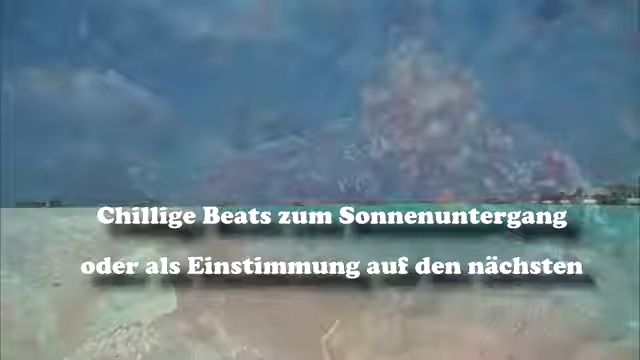 Chillige Beats zum Sonnenuntergang
oder als Einstimmung auf den nächsten